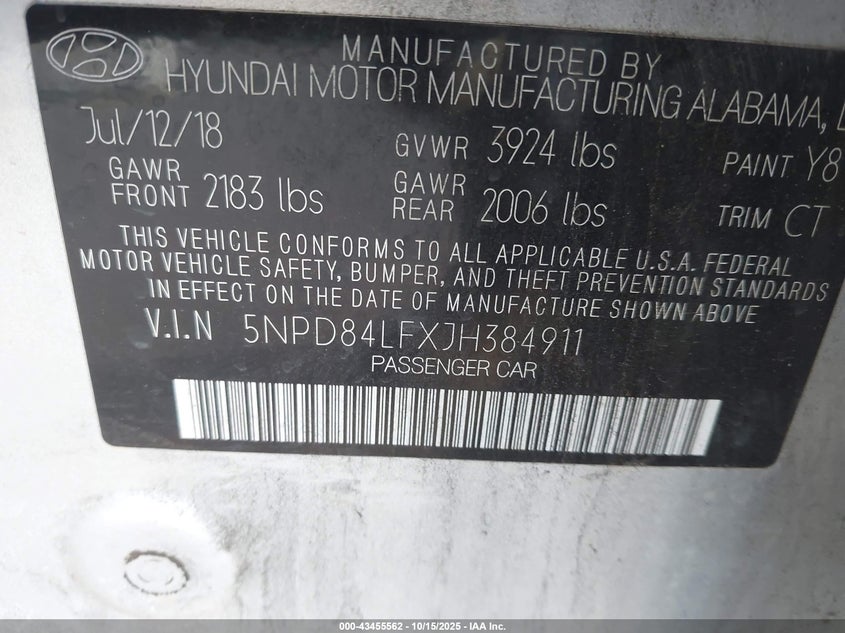 MANUFACTURED BY
HYUNDAI MOTOR MANUFACTURING ALABAMA,
Jul/12/18 GVWR 3924 lbs PAINT Y8
GAWR FRONT 2183 lbs GAWR REAR 2006 lbs TRIM CT
THIS VEHICLE CONFORMS TO ALL APPLICABLE U.S.A. FEDERAL
MOTOR VEHICLE SAFETY, BUMPER, AND THEFT PREVENTION STANDARDS
IN EFFECT ON THE DATE OF MANUFACTURE SHOWN ABOVE
V.I.N 5NPD84LFXJH384911
PASSENGER CAR
000-43455562 - 10/15/2025 - IAA Inc.